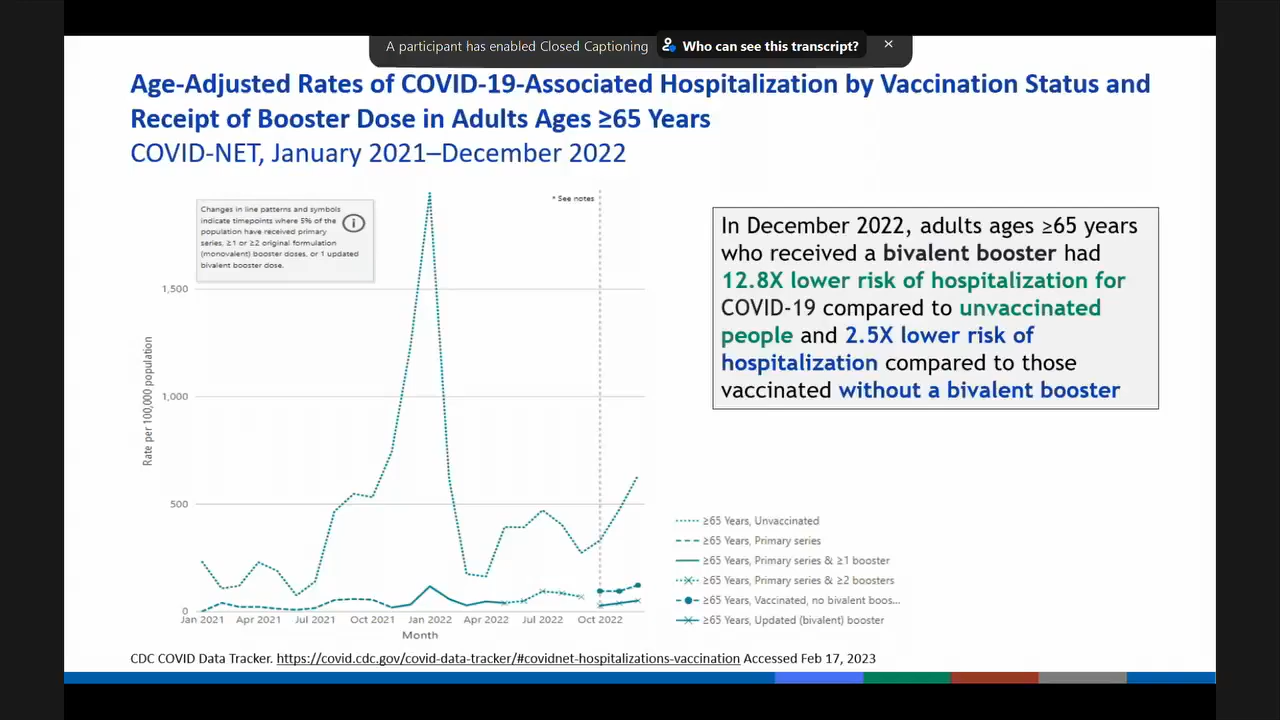 A participant has enabled Closed Captioning Who can see this transcript?
Age-Adjusted Rates of COVID-19-Associated Hospitalization by Vaccination Status and
Receipt of Booster Dose in Adults Ages ≥65 Years
COVID-NET, January 2021–December 2022
Changes in line patterns and symbols
indicate timepoints where 5% of the
population have received primary
series, ≥1 or ≥2 original formulation
(monovalent) booster doses, or 1 updated
bivalent booster dose.
* See notes
1,500
1,000
500
0
Rate per 100,000 population
Jan 2021 Apr 2021 Jul 2021 Oct 2021 Jan 2022 Apr 2022 Jul 2022 Oct 2022
Month
In December 2022, adults ages ≥65 years
who received a bivalent booster had
12.8X lower risk of hospitalization for
COVID-19 compared to unvaccinated
people and 2.5X lower risk of
hospitalization compared to those
vaccinated without a bivalent booster
≥65 Years, Unvaccinated
≥65 Years, Primary series
≥65 Years, Primary series & ≥1 booster
≥65 Years, Primary series & ≥2 boosters
≥65 Years, Vaccinated, no bivalent boos...
≥65 Years, Updated (bivalent) booster
CDC COVID Data Tracker. https://covid.cdc.gov/covid-data-tracker/#covidnet-hospitalizations-vaccination Accessed Feb 17, 2023